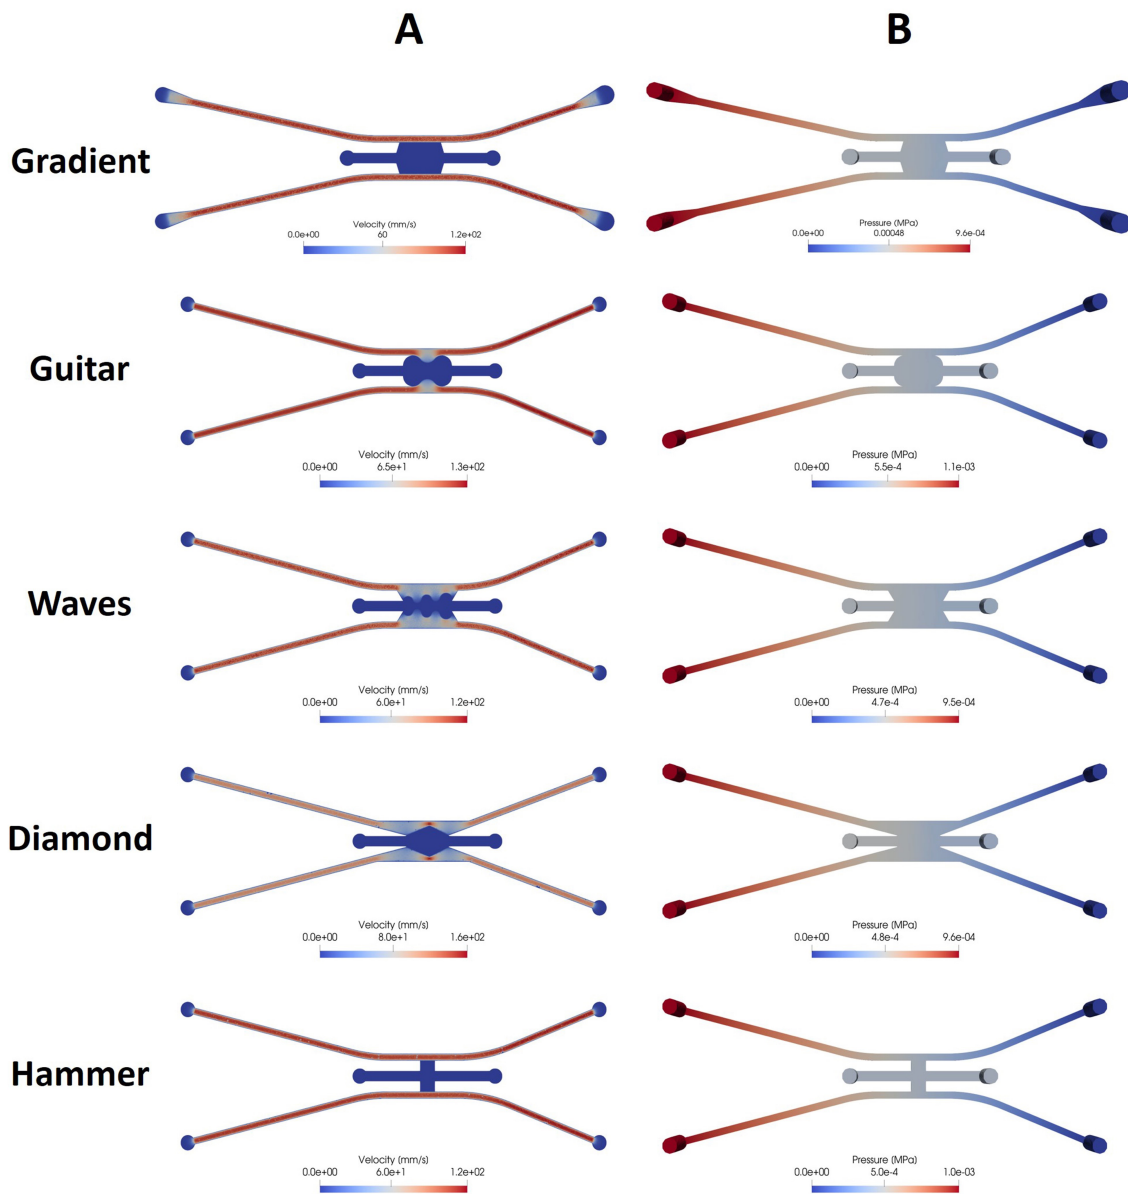 A B
Gradient
Velocity (mm/s)
0.0e+00 60 1.2e+02
Pressure (MPa)
0.0e+00 0.00048 9.6e-04
Guitar
Velocity (mm/s)
0.0e+00 6.5e+1 1.3e+02
Pressure (MPa)
0.0e+00 5.5e-4 1.1e-03
Waves
Velocity (mm/s)
0.0e+00 6.0e+1 1.2e+02
Pressure (MPa)
0.0e+00 4.7e-4 9.5e-04
Diamond
Velocity (mm/s)
0.0e+00 8.0e+1 1.6e+02
Pressure (MPa)
0.0e+00 4.8e-4 9.6e-04
Hammer
Velocity (mm/s)
0.0e+00 6.0e+1 1.2e+02
Pressure (MPa)
0.0e+00 5.0e-4 1.0e-03